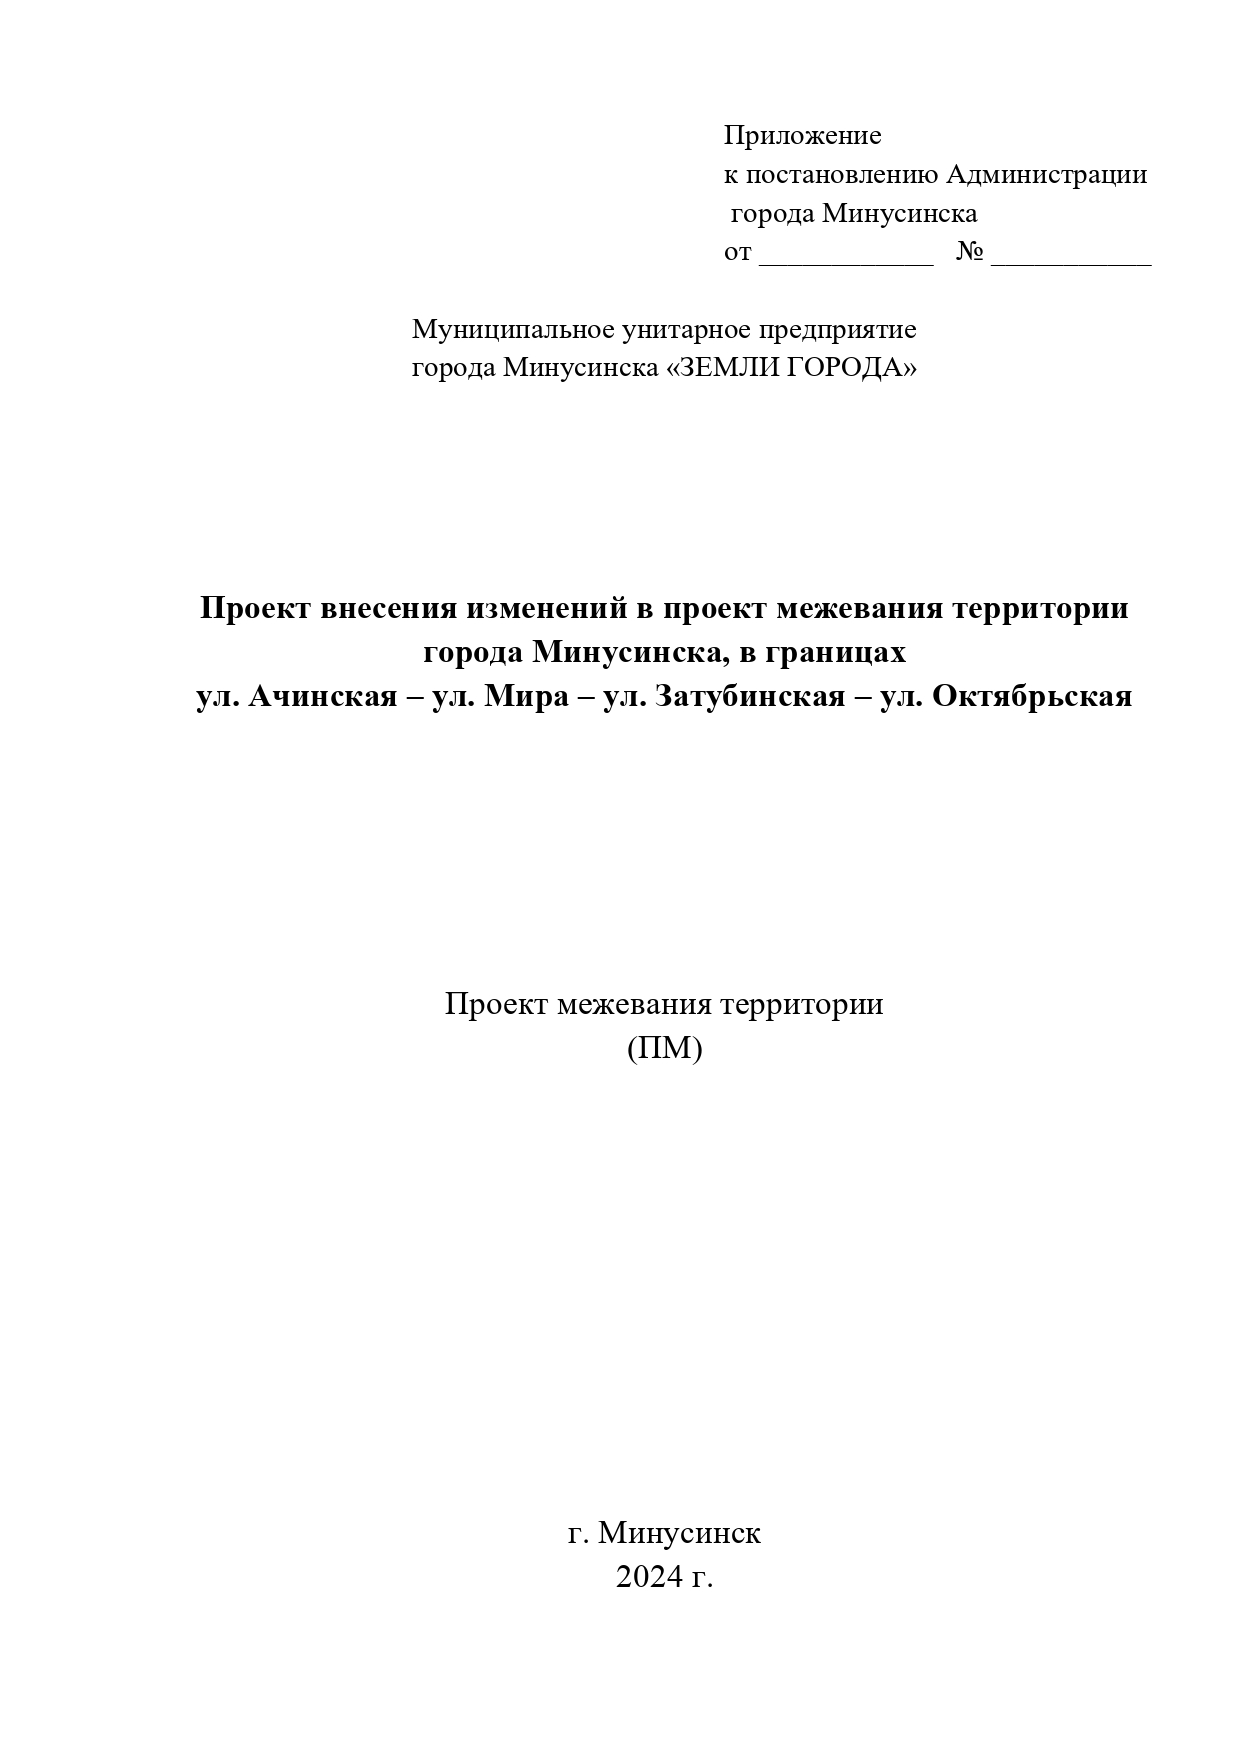 Приложение
к постановлению Администрации
города Минусинска
от ____________ № ___________
Муниципальное унитарное предприятие
города Минусинска «ЗЕМЛИ ГОРОДА»
Проект внесения изменений в проект межевания территории
города Минусинска, в границах
ул. Ачинская – ул. Мира – ул. Затубинская – ул. Октябрьская
Проект межевания территории
(ПМ)
г. Минусинск
2024 г.